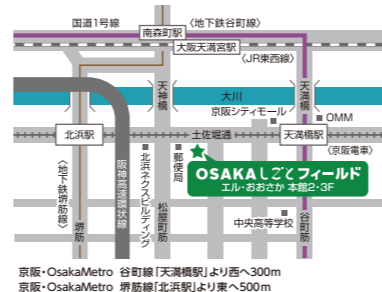 国道1号線
南森町駅
〈地下鉄谷町線〉
大阪天満宮駅
〈JR東西線〉
天神橋
大川
天満橋
京阪シティモール
OMM
北浜駅
土佐堀通
天満橋駅
〈京阪電車〉
〈地下鉄堺筋線〉
堺筋
阪神高速環状線
北浜ネクスビルディング
郵便局
松屋町筋
OSAKAしごとフィールド
エル・おおさか 本館2・3F
中央高等学校
谷町筋
京阪・OsakaMetro 谷町線「天満橋駅」より西へ300m
京阪・OsakaMetro 堺筋線「北浜駅」より東へ500m